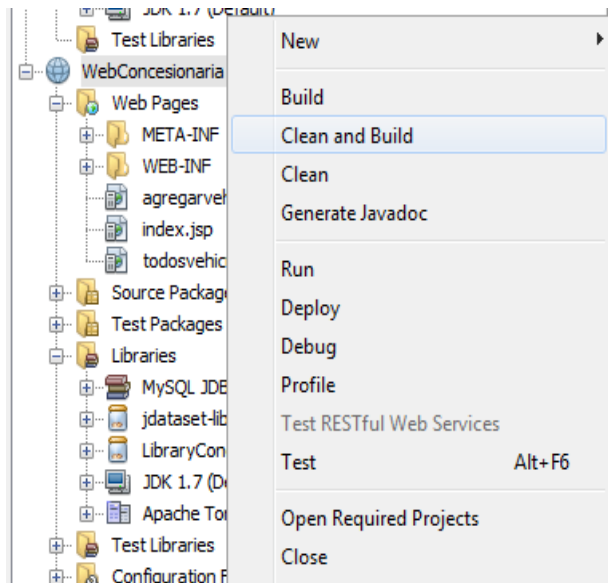 JDK 1.7 (Default)
Test Libraries
WebConcesionaria
Web Pages
META-INF
WEB-INF
agregarveh
index.jsp
todosvehic
Source Packag
Test Packages
Libraries
MySQL JDB
jdataset-lib
LibraryCon
JDK 1.7 (De
Apache Tom
Test Libraries
Configuration F
New
Build
Clean and Build
Clean
Generate Javadoc
Run
Deploy
Debug
Profile
Test RESTful Web Services
Test Alt+F6
Open Required Projects
Close